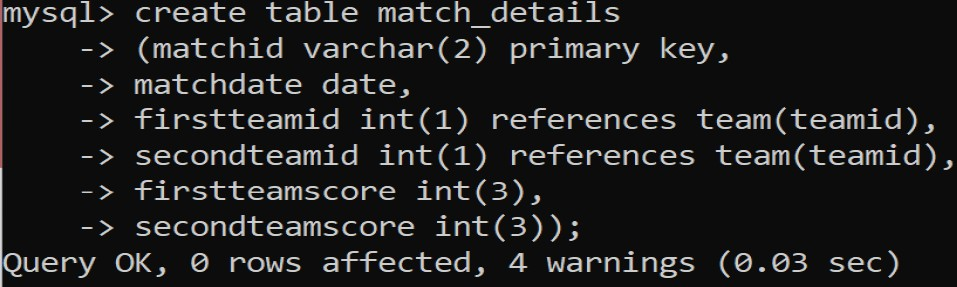 mysql> create table match_details
    -> (matchid varchar(2) primary key,
    -> matchdate date,
    -> firstteamid int(1) references team(teamid),
    -> secondteamid int(1) references team(teamid),
    -> firstteamscore int(3),
    -> secondteamscore int(3));
Query OK, 0 rows affected, 4 warnings (0.03 sec)